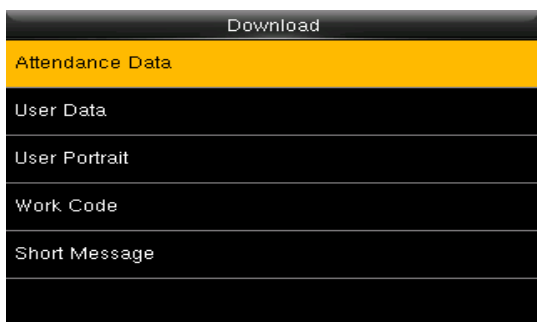 Download
Attendance Data
User Data
User Portrait
Work Code
Short Message